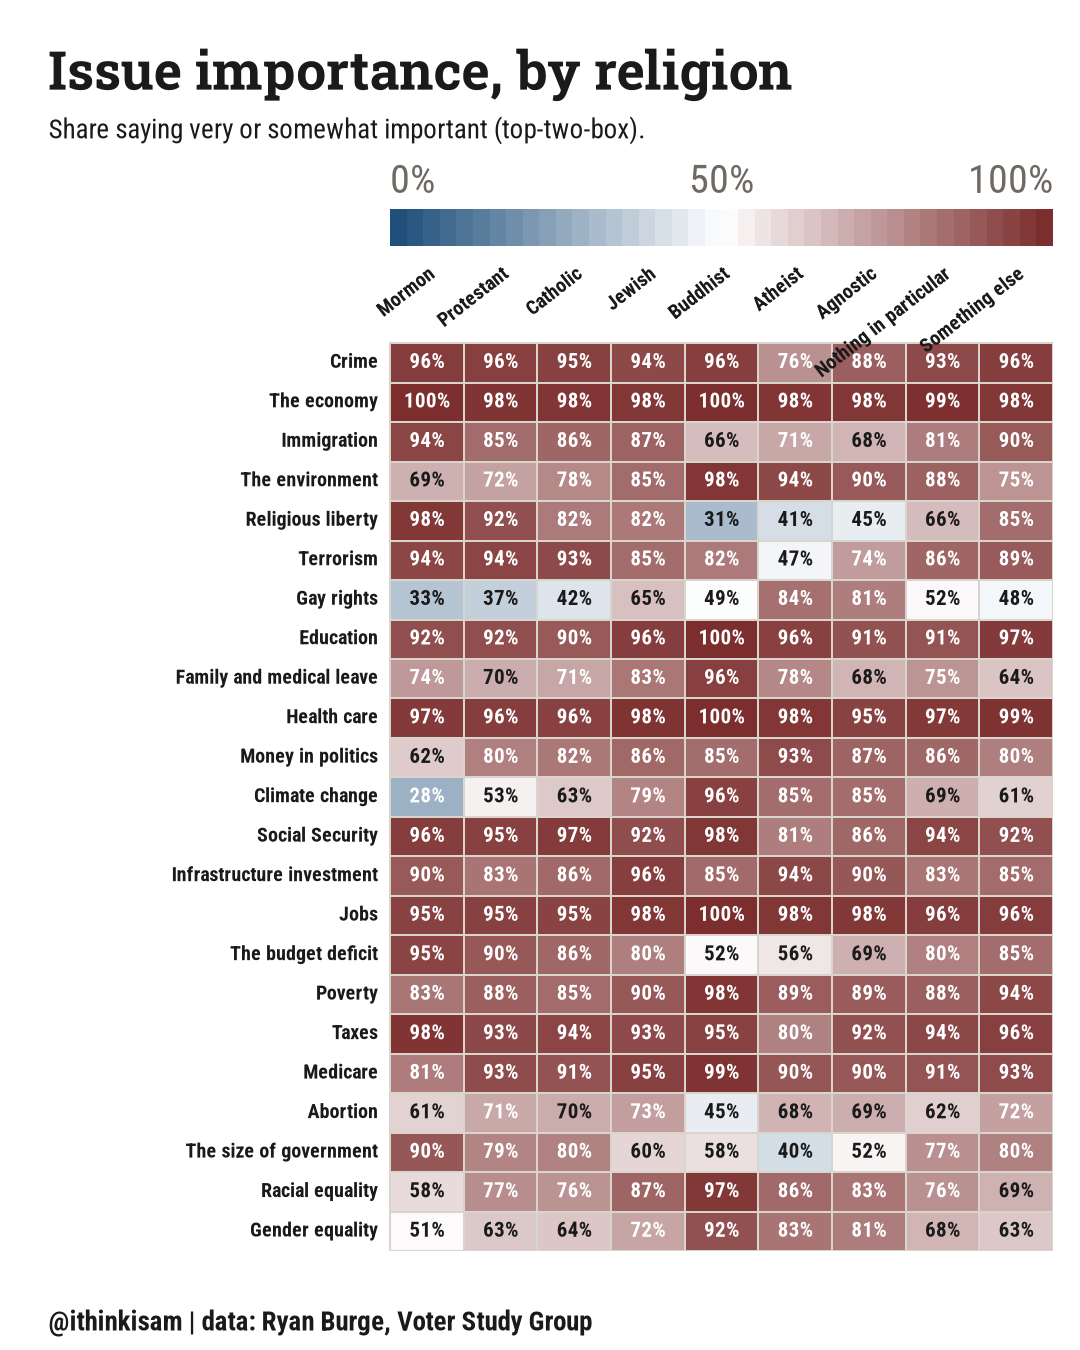 Issue importance, by religion
Share saying very or somewhat important (top-two-box).
0% 50% 100%
Mormon Protestant Catholic Jewish Buddhist Atheist Agnostic Nothing in particular Something else
Crime 96% 96% 95% 94% 96% 76% 88% 93% 96%
The economy 100% 98% 98% 98% 100% 98% 98% 99% 98%
Immigration 94% 85% 86% 87% 66% 71% 68% 81% 90%
The environment 69% 72% 78% 85% 98% 94% 90% 88% 75%
Religious liberty 98% 92% 82% 82% 31% 41% 45% 66% 85%
Terrorism 94% 94% 93% 85% 82% 47% 74% 86% 89%
Gay rights 33% 37% 42% 65% 49% 84% 81% 52% 48%
Education 92% 92% 90% 96% 100% 96% 91% 91% 97%
Family and medical leave 74% 70% 71% 83% 96% 78% 68% 75% 64%
Health care 97% 96% 96% 98% 100% 98% 95% 97% 99%
Money in politics 62% 80% 82% 86% 85% 93% 87% 86% 80%
Climate change 28% 53% 63% 79% 96% 85% 85% 69% 61%
Social Security 96% 95% 97% 92% 98% 81% 86% 94% 92%
Infrastructure investment 90% 83% 86% 96% 85% 94% 90% 83% 85%
Jobs 95% 95% 95% 98% 100% 98% 98% 96% 96%
The budget deficit 95% 90% 86% 80% 52% 56% 69% 80% 85%
Poverty 83% 88% 85% 90% 98% 89% 89% 88% 94%
Taxes 98% 93% 94% 93% 95% 80% 92% 94% 96%
Medicare 81% 93% 91% 95% 99% 90% 90% 91% 93%
Abortion 61% 71% 70% 73% 45% 68% 69% 62% 72%
The size of government 90% 79% 80% 60% 58% 40% 52% 77% 80%
Racial equality 58% 77% 76% 87% 97% 86% 83% 76% 69%
Gender equality 51% 63% 64% 72% 92% 83% 81% 68% 63%
@ithinkisam | data: Ryan Burge, Voter Study Group